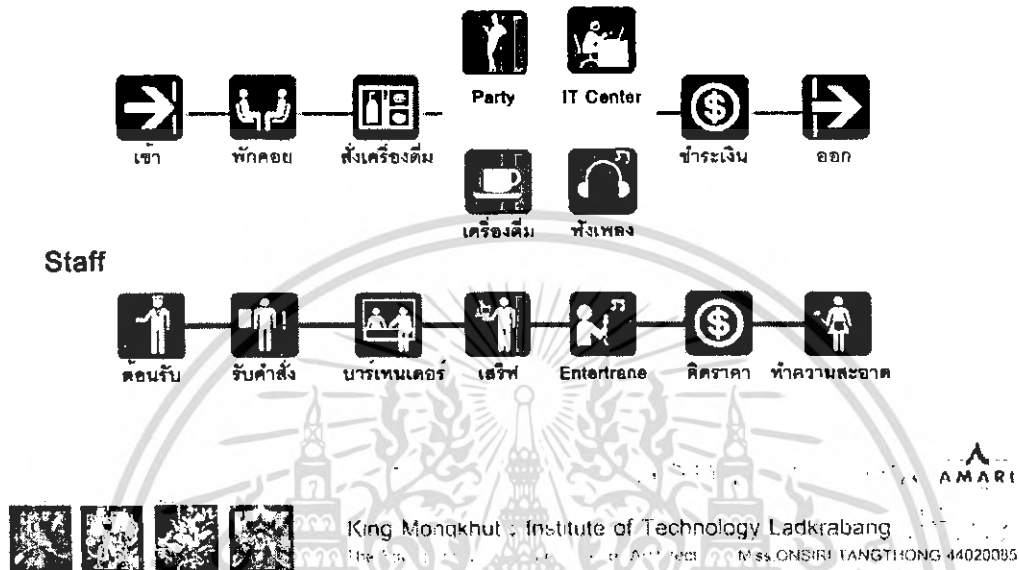 Party IT Center
เข้า พักคอย สั่งเครื่องดื่ม ชำระเงิน ออก
เครื่องดื่ม ฟังเพลง
Staff
ต้อนรับ รับคำสั่ง บาร์เทนเดอร์ เสริฟ Entertrane คิดราคา ทำความสะอาด
AMARI
King Mongkhut : Institute of Technology Ladkrabang
Miss.ONSIRI TANGTHONG 44020085